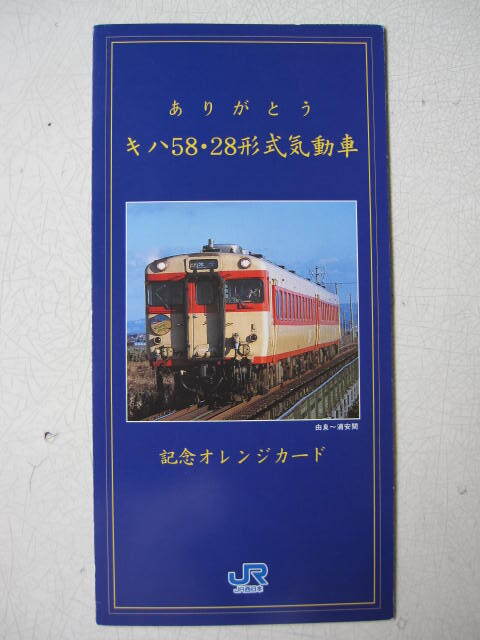 ありがとう
キハ58・28形式気動車
由良～浦安間
記念オレンジカード
JR
JR西日本